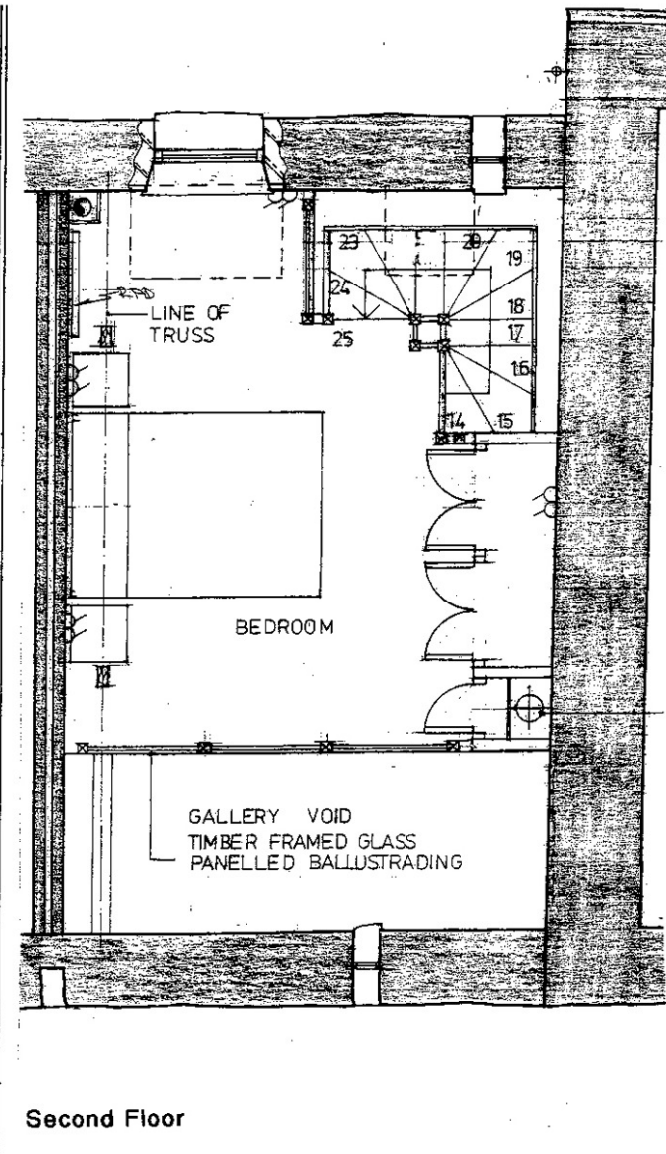 23
20
19
24
18
25
17
16
14
15
RAD
LINE OF
TRUSS
BEDROOM
GALLERY VOID
TIMBER FRAMED GLASS
PANELLED BALLUSTRADING
Second Floor